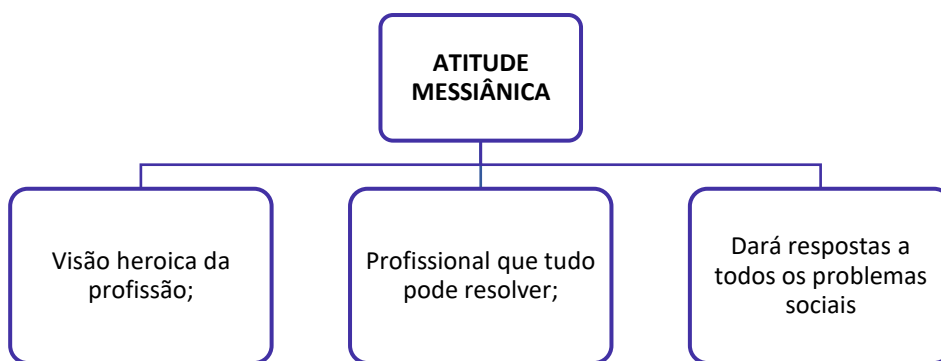 ATITUDE
MESSIÂNICA
Visão heroica da
profissão;
Profissional que tudo
pode resolver;
Dará respostas a
todos os problemas
sociais